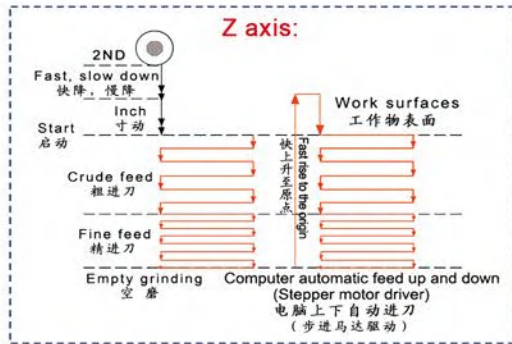 Z axis:
2ND
Fast, slow down
快降，慢降
Inch
寸动
Start
启动
Crude feed
粗进刀
Fine feed
精进刀
Empty grinding
空磨
Fast rise to the origin
快上升至原点
Work surfaces
工作物表面
Computer automatic feed up and down
(Stepper motor driver)
电脑上下自动进刀
(步进马达驱动)